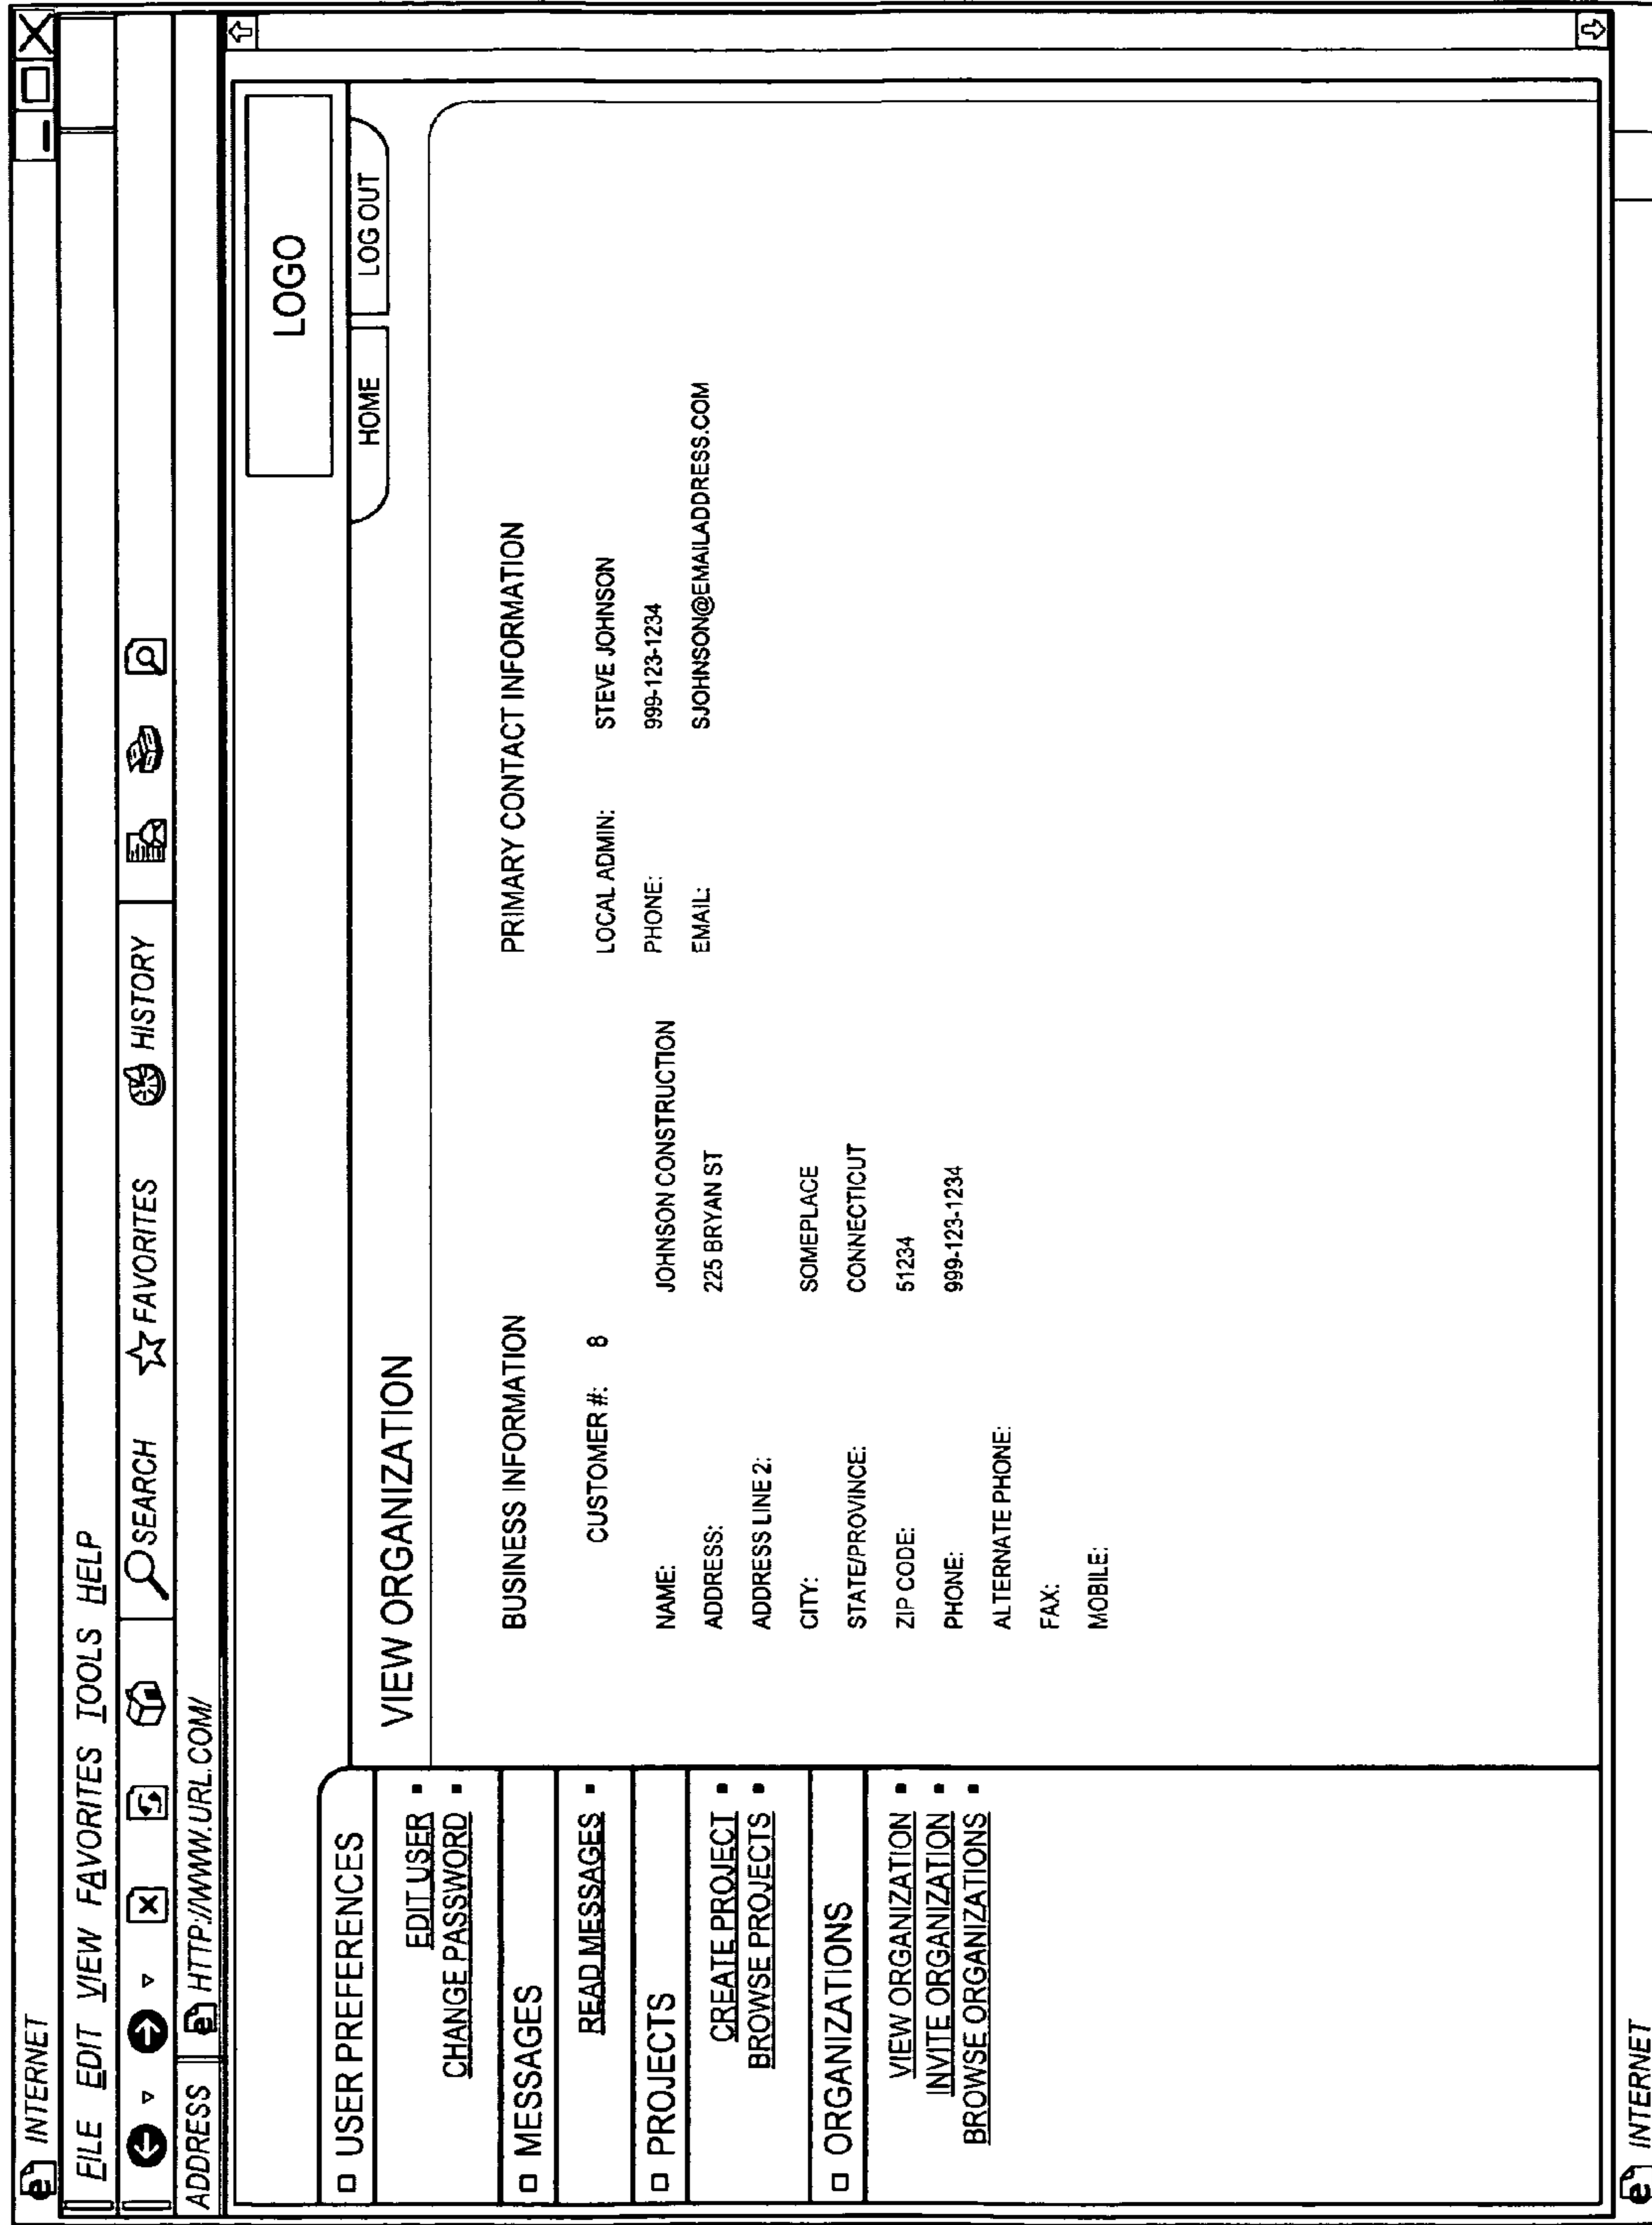 INTERNET
FILE EDIT VIEW FAVORITES TOOLS HELP
SEARCH FAVORITES HISTORY
ADDRESS HTTP://WWW.URL.COM/
LOGO
HOME LOG OUT
USER PREFERENCES
EDIT USER
CHANGE PASSWORD
MESSAGES
READ MESSAGES
PROJECTS
CREATE PROJECT
BROWSE PROJECTS
ORGANIZATIONS
VIEW ORGANIZATION
INVITE ORGANIZATION
BROWSE ORGANIZATIONS
VIEW ORGANIZATION
BUSINESS INFORMATION
CUSTOMER #: 8
NAME: JOHNSON CONSTRUCTION
ADDRESS: 225 BRYAN ST
ADDRESS LINE 2:
CITY: SOMEPLACE
STATE/PROVINCE: CONNECTICUT
ZIP CODE: 51234
PHONE: 999-123-1234
ALTERNATE PHONE:
FAX:
MOBILE:
PRIMARY CONTACT INFORMATION
LOCAL ADMIN: STEVE JOHNSON
PHONE: 999-123-1234
EMAIL: SJOHNSON@EMAILADDRESS.COM
INTERNET